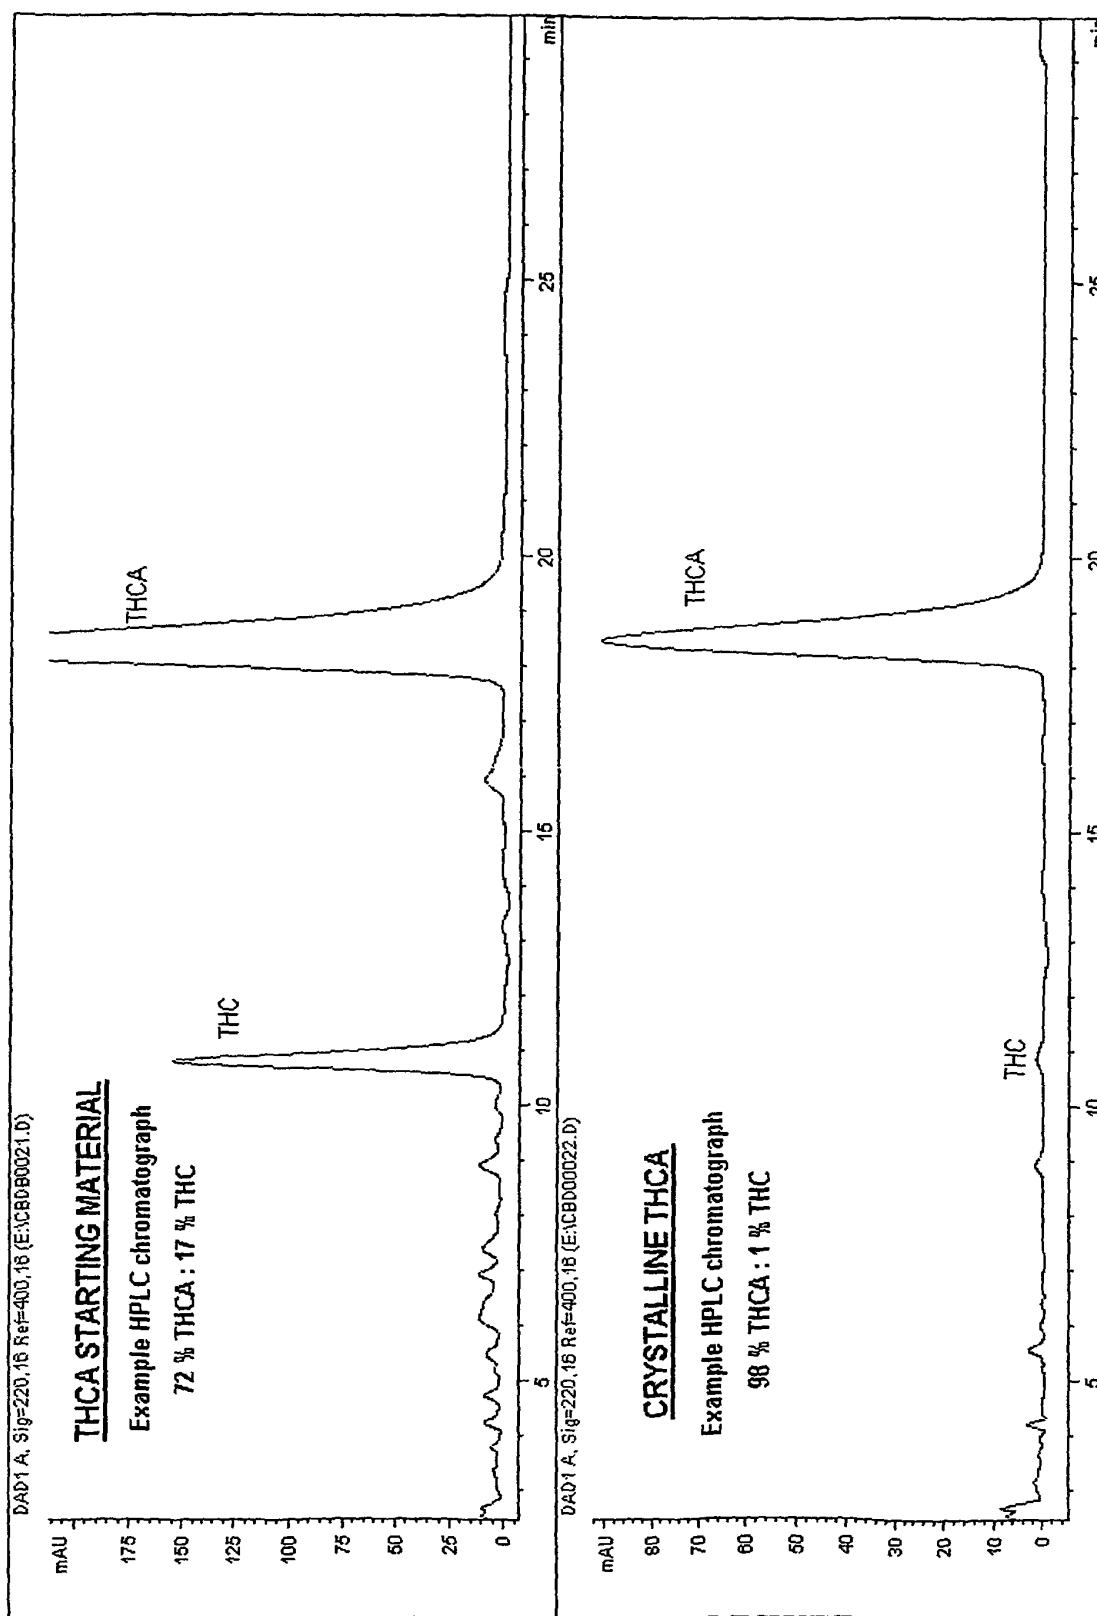 DAD1 A, Sig=220,16 Ref=400,16 (E:\CBDB0021.D)
mAU
THCA STARTING MATERIAL
Example HPLC chromatograph
72 % THCA : 17 % THC
THC
THCA
175
150
125
100
75
50
25
0
5
10
15
20
25
min
DAD1 A, Sig=220,16 Ref=400,16 (E:\CBD00022.D)
mAU
CRYSTALLINE THCA
Example HPLC chromatograph
98 % THCA : 1 % THC
THC
THCA
80
70
60
50
40
30
20
10
0
5
10
15
20
25
min